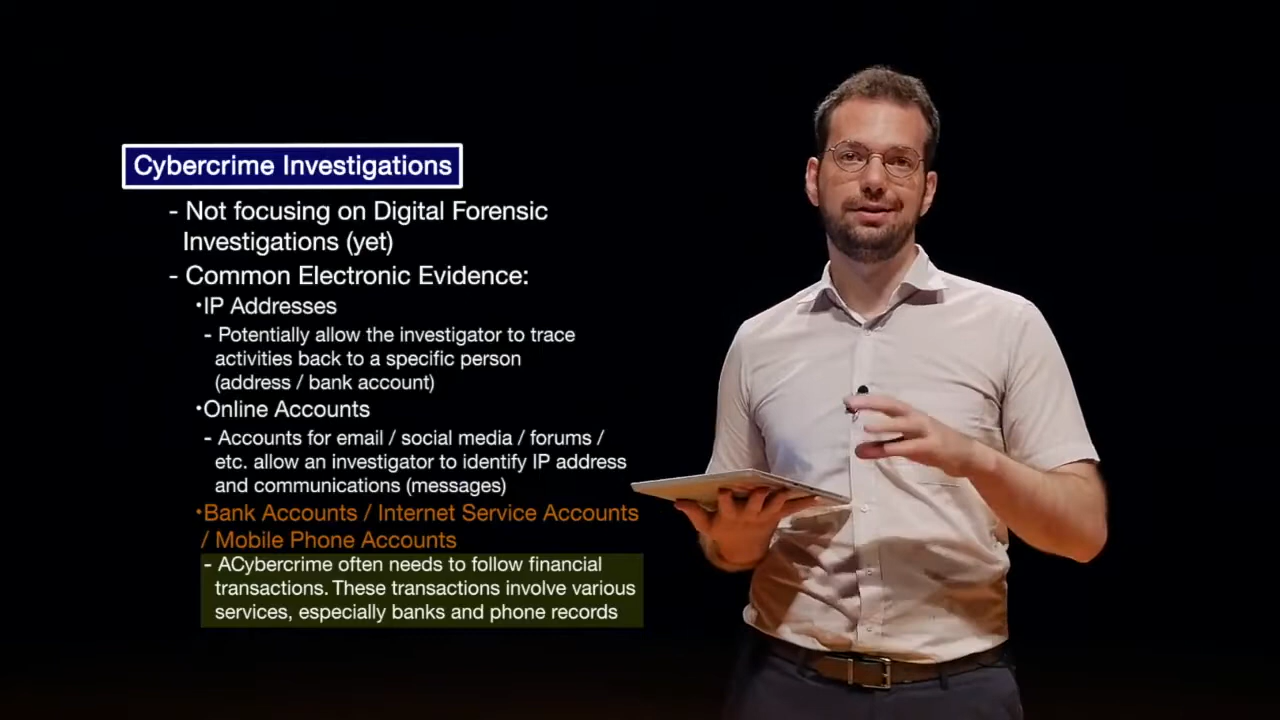 Cybercrime Investigations
- Not focusing on Digital Forensic
Investigations (yet)
- Common Electronic Evidence:
•IP Addresses
- Potentially allow the investigator to trace
activities back to a specific person
(address / bank account)
•Online Accounts
- Accounts for email / social media / forums /
etc. allow an investigator to identify IP address
and communications (messages)
•Bank Accounts / Internet Service Accounts
/ Mobile Phone Accounts
- ACybercrime often needs to follow financial
transactions. These transactions involve various
services, especially banks and phone records